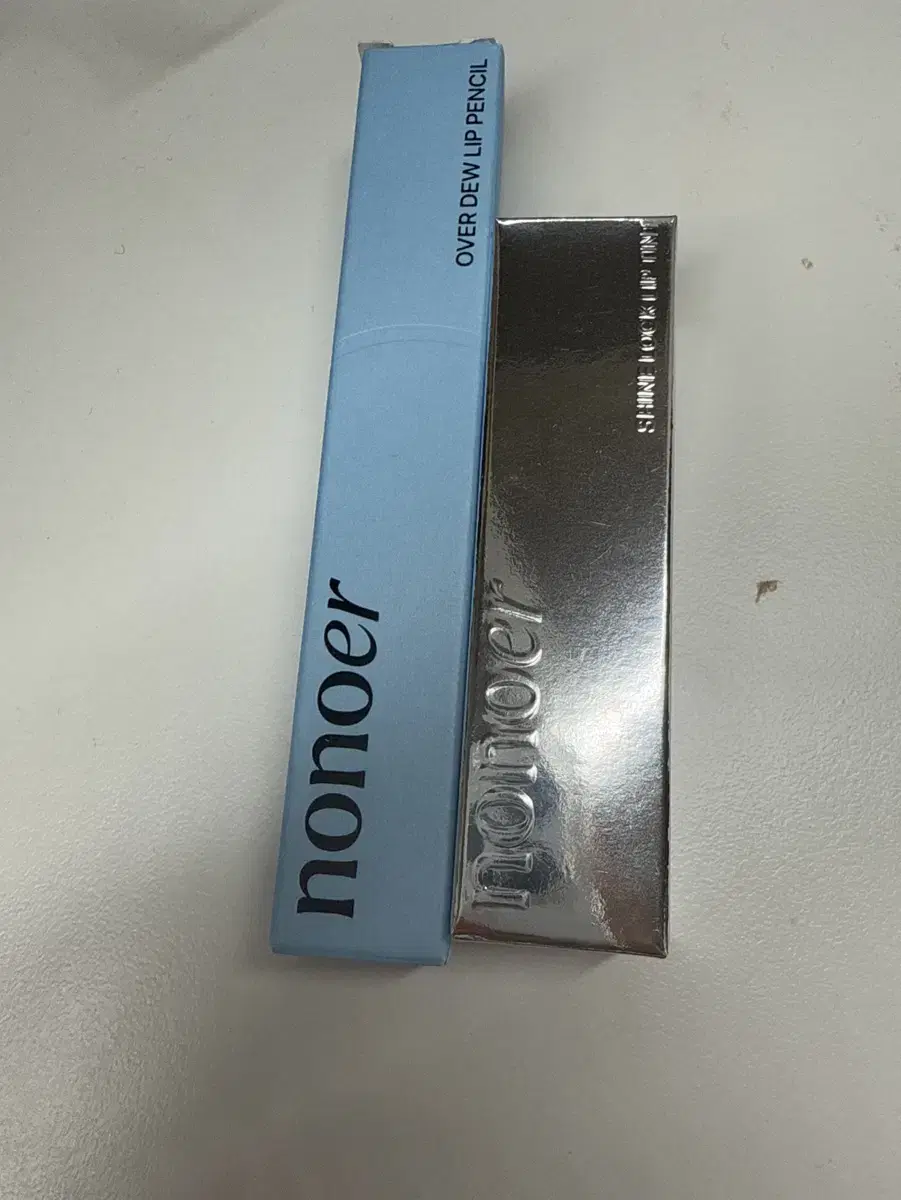 nonoer
OVER DEW LIP PENCIL
nonoer
SHINE LOCK LIP TINT